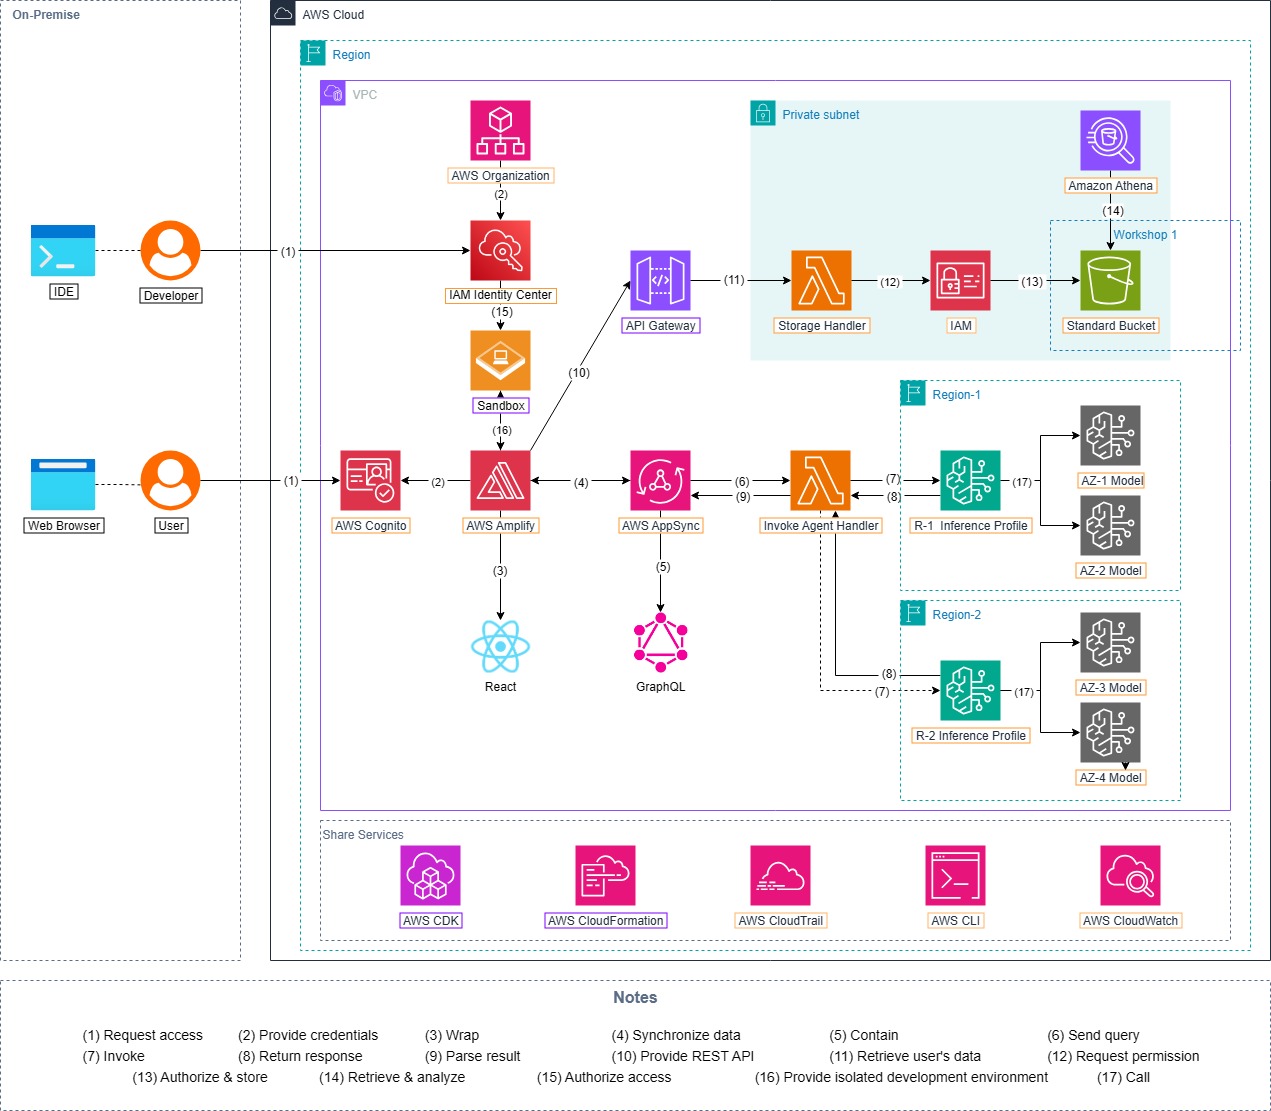 On-Premise
AWS Cloud
Region
VPC
Private subnet
AWS Organization
Amazon Athena
(2)
(14)
Workshop 1
(1)
(11)
(12)
(13)
IDE
Developer
IAM Identity Center
API Gateway
Storage Handler
IAM
Standard Bucket
(15)
(10)
Sandbox
Region-1
(16)
(1)
(2)
(4)
(6)
(7)
(17)
AZ-1 Model
(9)
(8)
Web Browser
User
AWS Cognito
AWS Amplify
AWS AppSync
Invoke Agent Handler
R-1 Inference Profile
(3)
(5)
AZ-2 Model
Region-2
React
GraphQL
(8)
(7)
(17)
AZ-3 Model
R-2 Inference Profile
AZ-4 Model
Share Services
AWS CDK
AWS CloudFormation
AWS CloudTrail
AWS CLI
AWS CloudWatch
Notes
(1) Request access (2) Provide credentials (3) Wrap (4) Synchronize data (5) Contain (6) Send query
(7) Invoke (8) Return response (9) Parse result (10) Provide REST API (11) Retrieve user's data (12) Request permission
(13) Authorize & store (14) Retrieve & analyze (15) Authorize access (16) Provide isolated development environment (17) Call